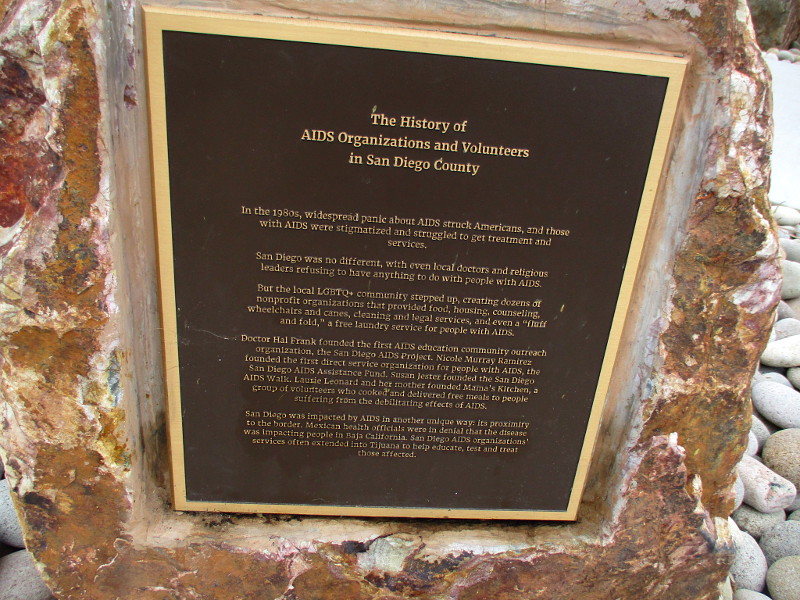 The History of
AIDS Organizations and Volunteers
in San Diego County
In the 1980s, widespread panic about AIDS struck Americans, and those
with AIDS were stigmatized and struggled to get treatment and
services.
San Diego was no different, with even local doctors and religious
leaders refusing to have anything to do with people with AIDS.
But the local LGBTQ+ community stepped up, creating dozens of
nonprofit organizations that provided food, housing, counseling,
wheelchairs and canes, cleaning and legal services, and even a "fluff
and fold," a free laundry service for people with AIDS.
Doctor Hal Frank founded the first AIDS education community outreach
organization, the San Diego AIDS Project. Nicole Murray Ramirez
founded the first direct service organization for people with AIDS, the
San Diego AIDS Assistance Fund. Susan Jester founded the San Diego
AIDS Walk. Laurie Leonard and her mother founded Mama's Kitchen, a
group of volunteers who cooked and delivered free meals to people
suffering from the debilitating effects of AIDS.
San Diego was impacted by AIDS in another unique way: its proximity
to the border. Mexican health officials were in denial that the disease
was impacting people in Baja California. San Diego AIDS organizations'
services often extended into Tijuana to help educate, test and treat
those affected.